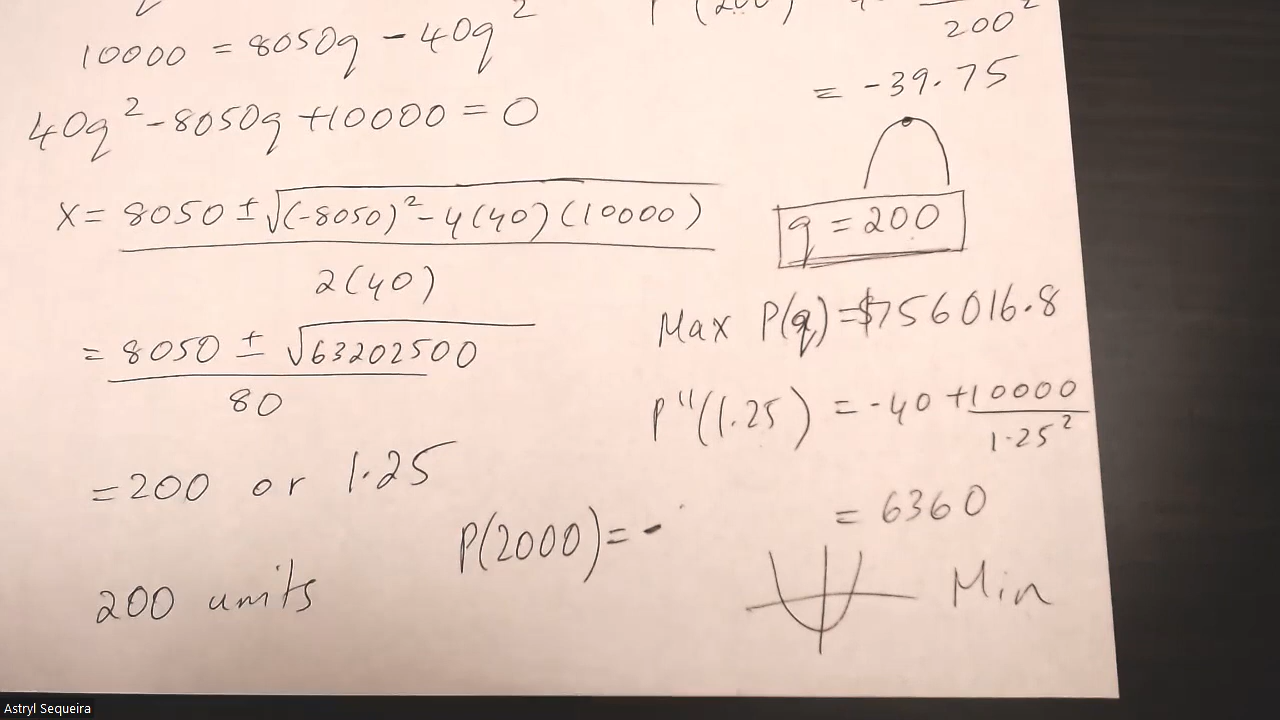 10000 = 8050q - 40q²
40q² - 8050q + 10000 = 0
x = 8050 ± √(-8050)² - 4(40)(10000)
2(40)
= 8050 ± √63202500
80
= 200 or 1.25
200 units
P(2000) = -
200²
= -39.75
q = 200
Max P(q) = $756016.8
P"(1.25) = -40 + 10000
1.25²
= 6360
Min
Astryl Sequeira